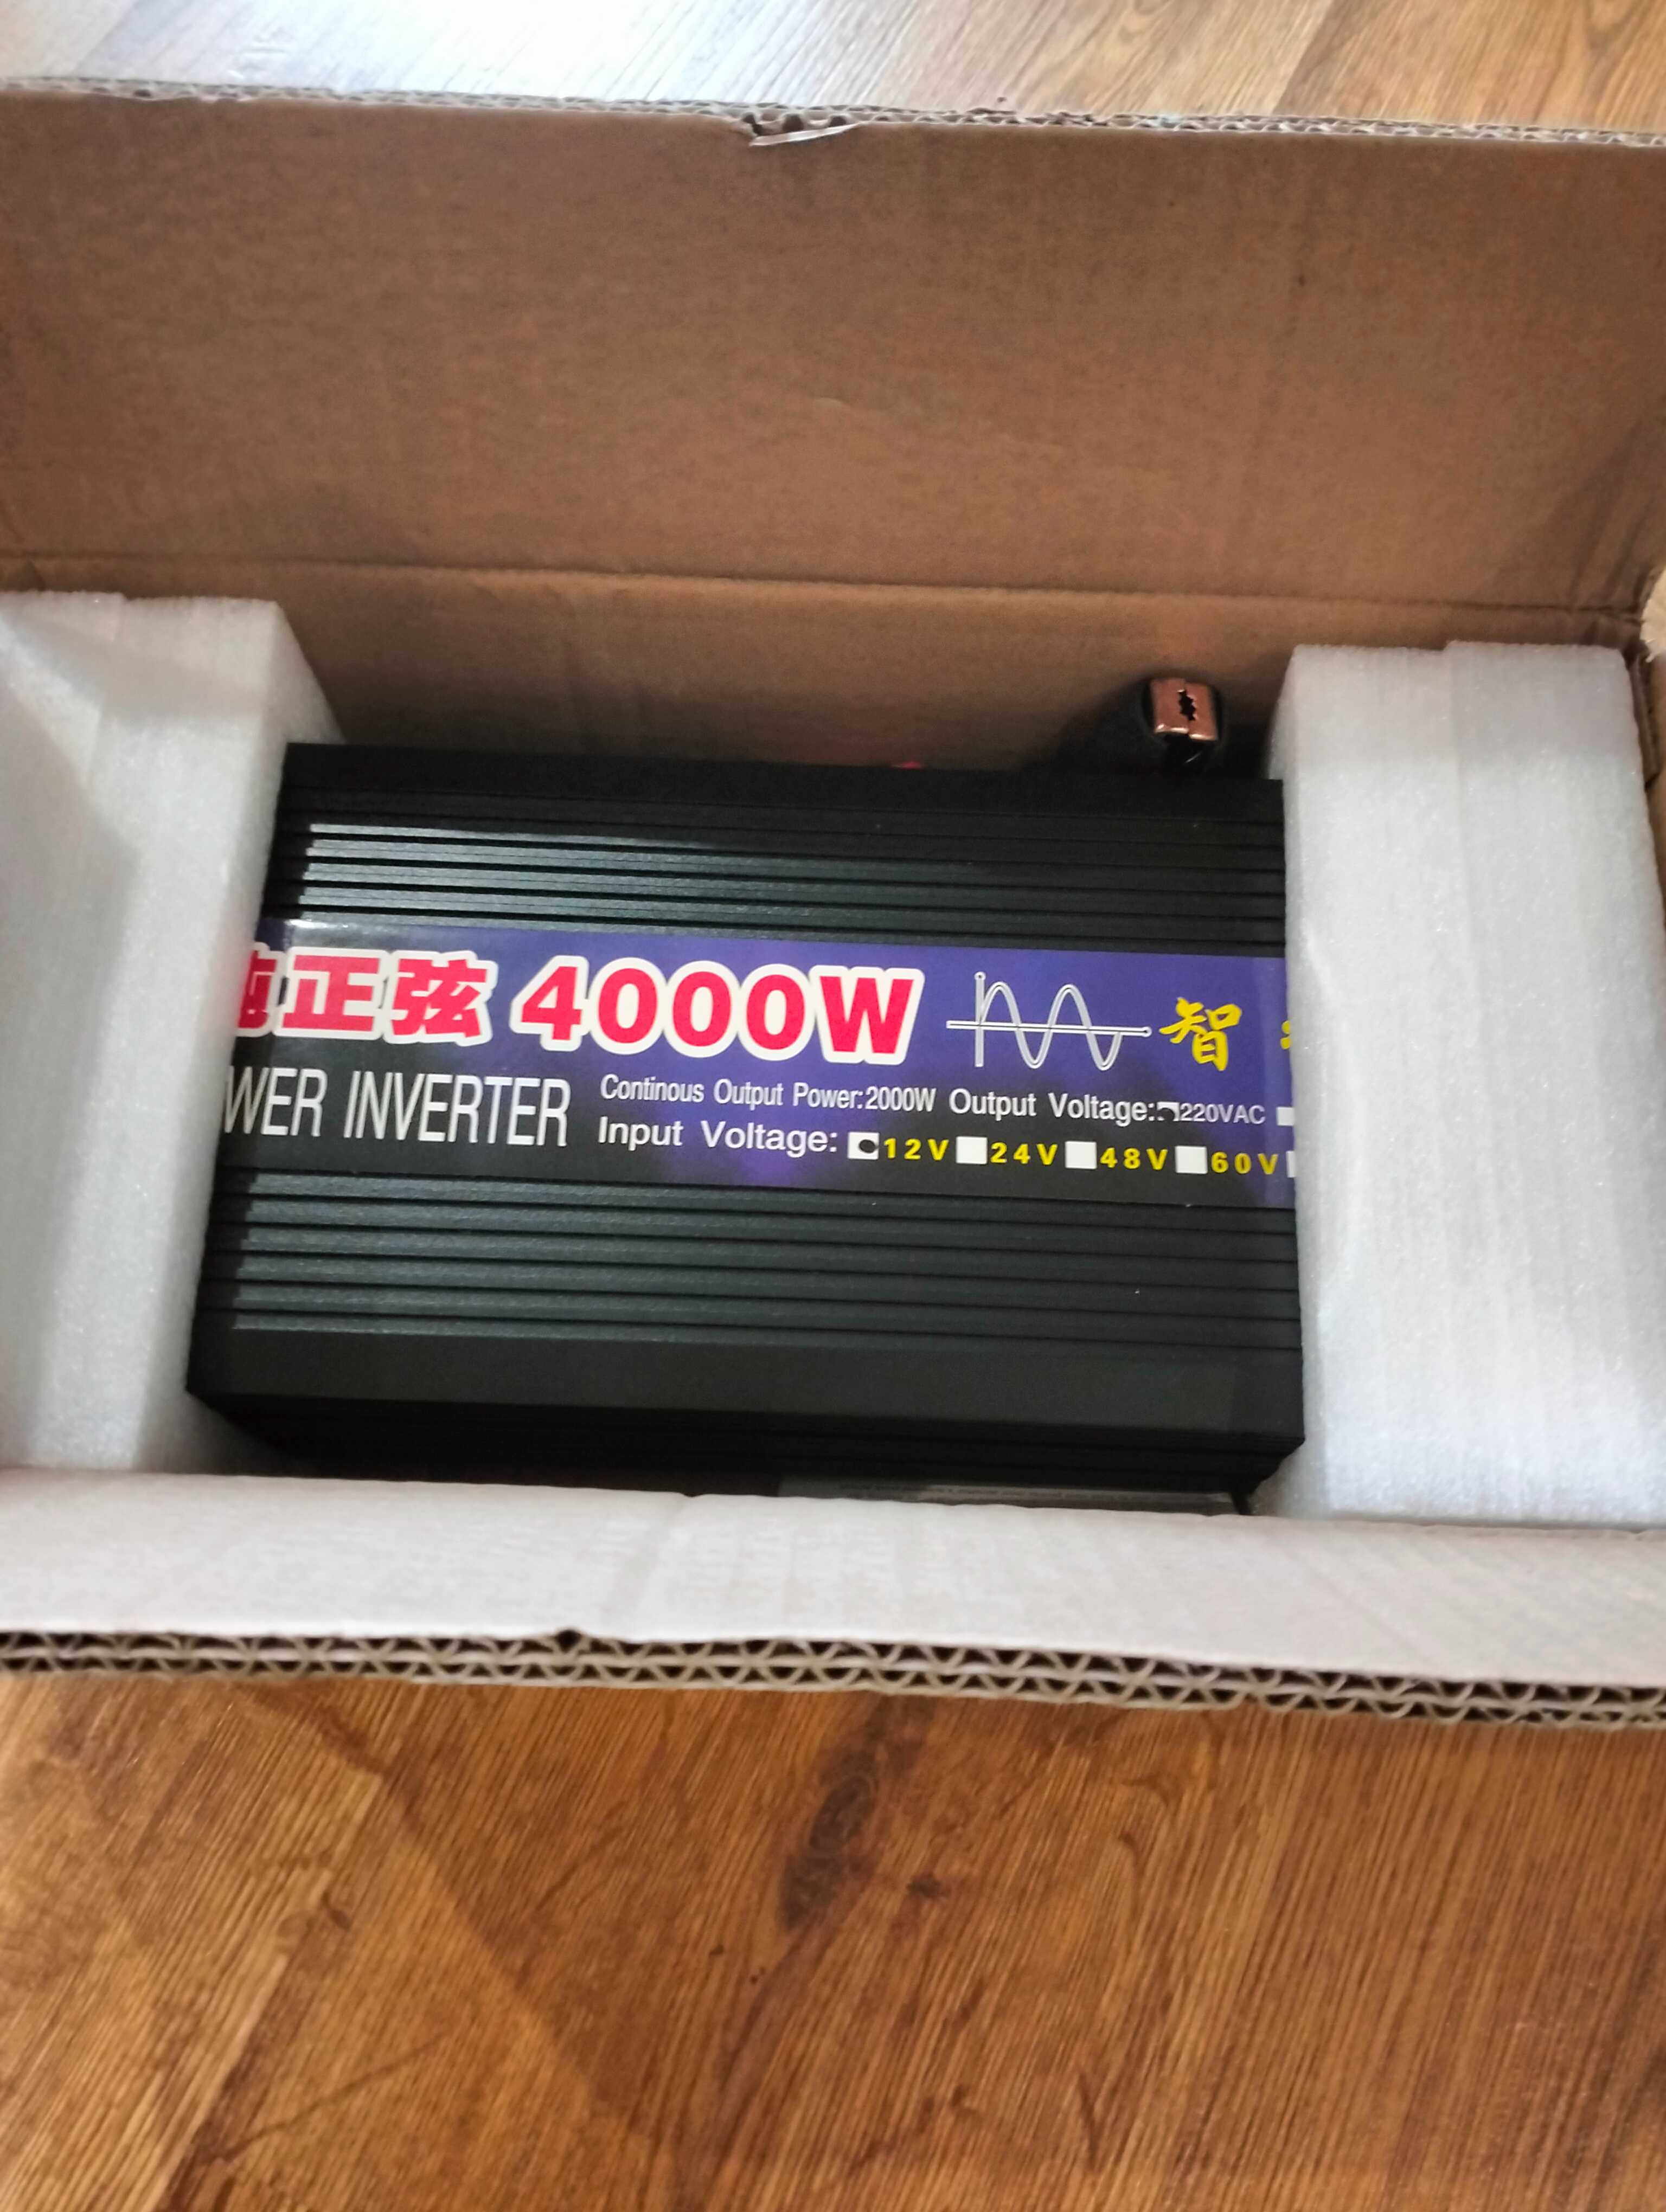 纯正弦 4000W 智
WER INVERTER
Continous Output Power:2000W Output Voltage: 220VAC
Input Voltage: 12V 24V 48V 60V